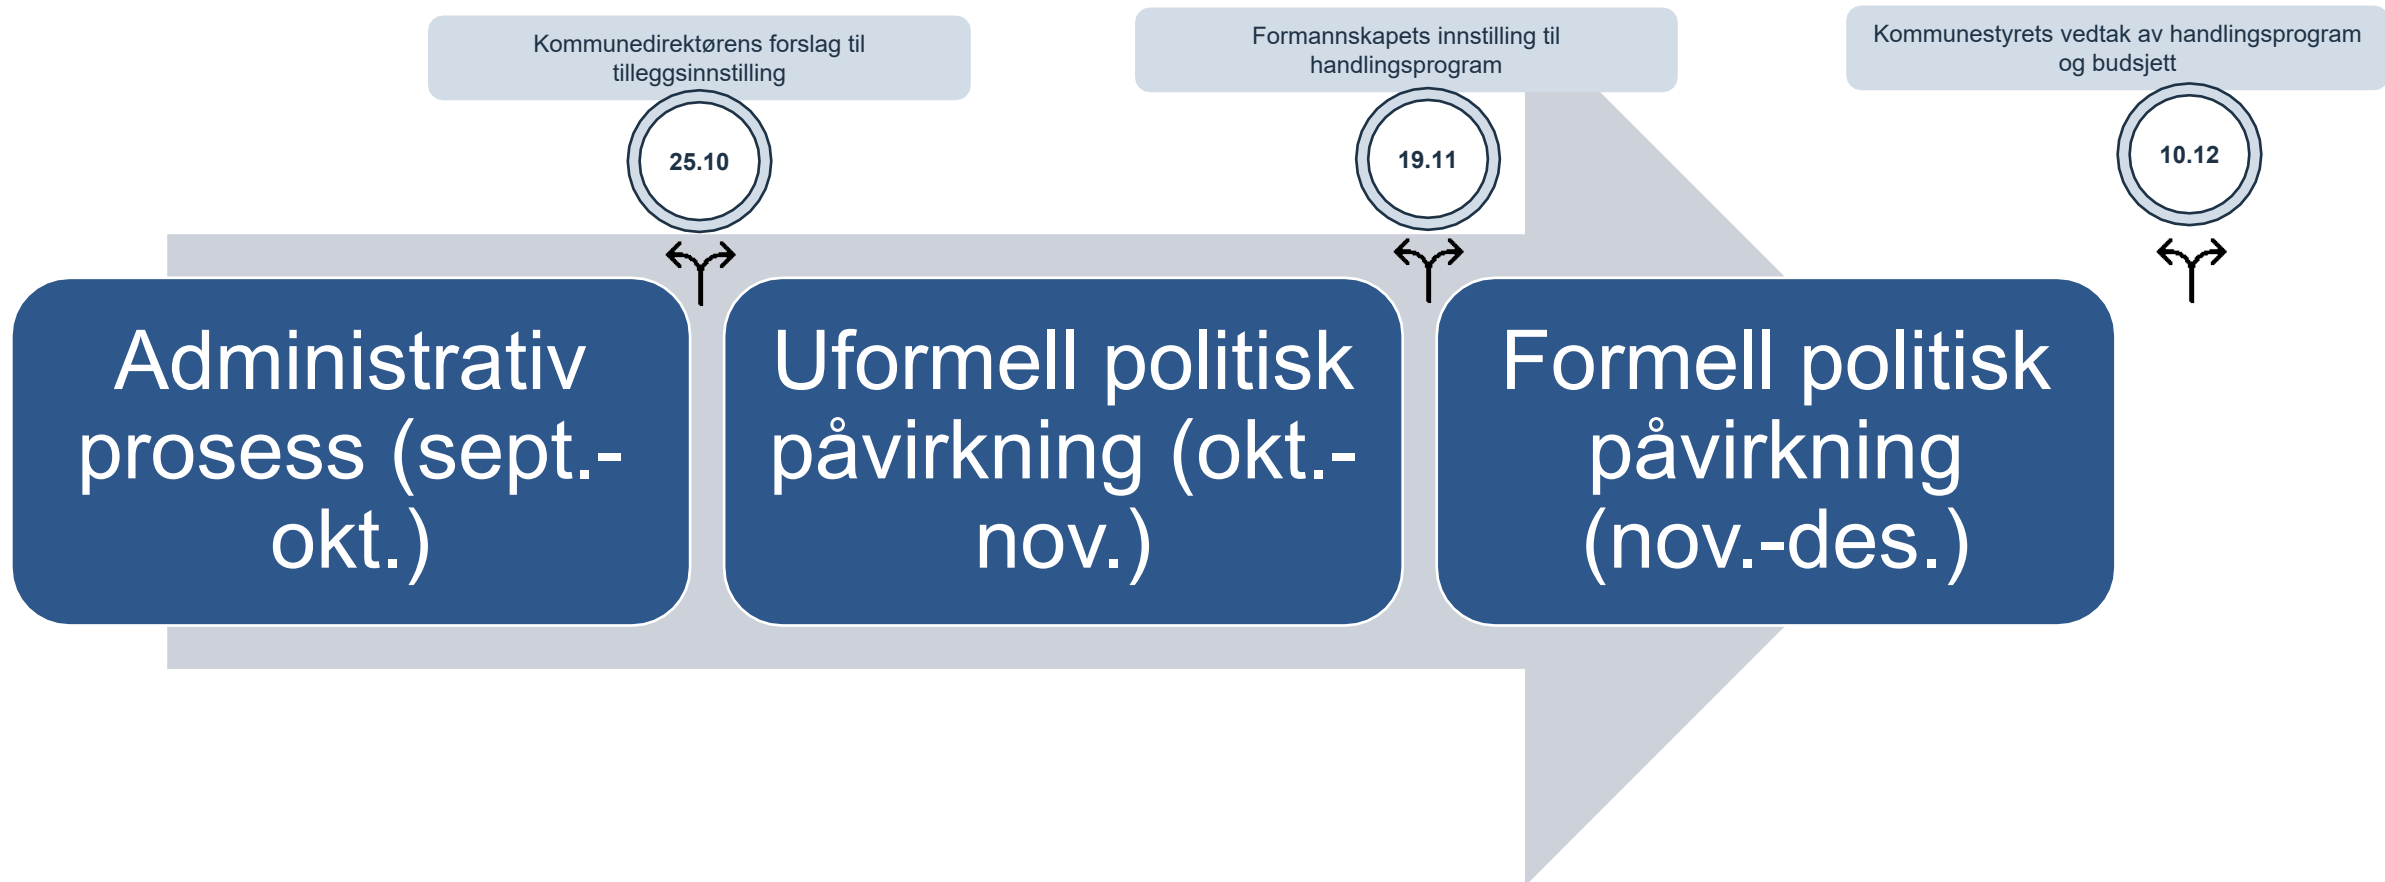 Kommunedirektørens forslag til
tilleggsinnstilling
Formannskapets innstilling til
handlingsprogram
Kommunestyrets vedtak av handlingsprogram
og budsjett
25.10
19.11
10.12
Administrativ
prosess (sept.-
okt.)
Uformell politisk
påvirkning (okt.-
nov.)
Formell politisk
påvirkning
(nov.-des.)